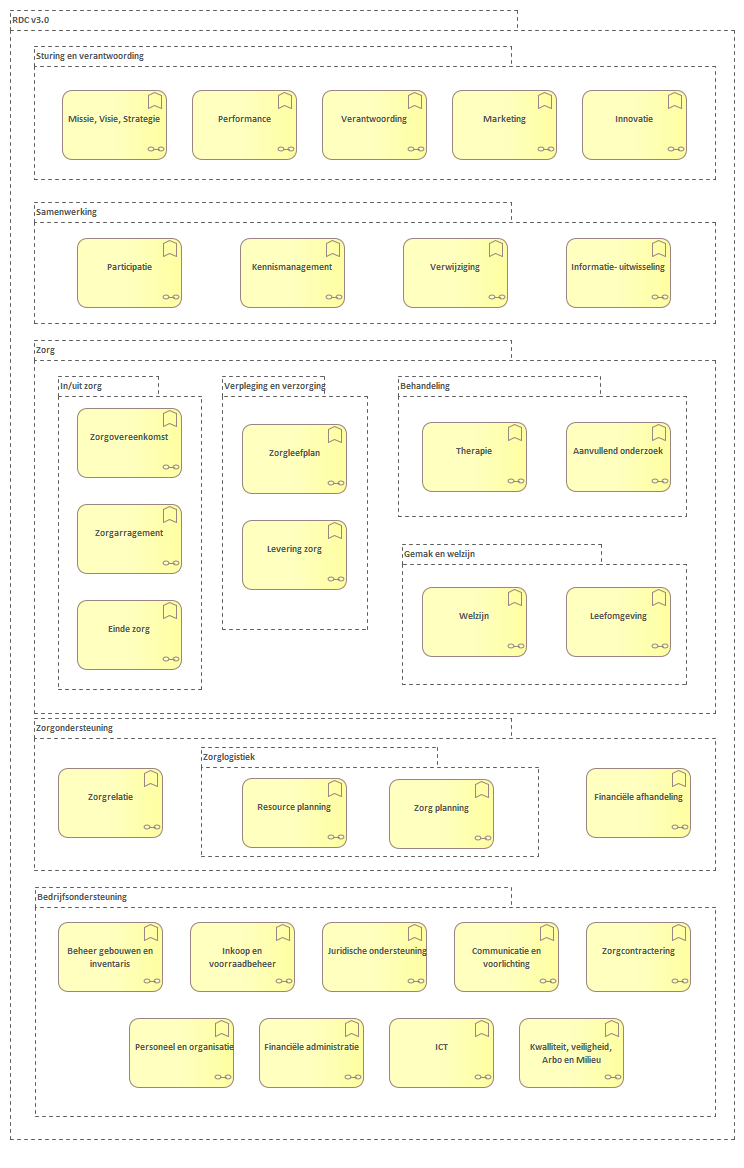 RDC v3.0
Sturing en verantwoording
Missie, Visie, Strategie
Performance
Verantwoording
Marketing
Innovatie
Samenwerking
Participatie
Kennismanagement
Verwijziging
Informatie- uitwisseling
Zorg
In/uit zorg
Zorgovereenkomst
Zorgarragement
Einde zorg
Verpleging en verzorging
Zorgleefplan
Levering zorg
Behandeling
Therapie
Aanvullend onderzoek
Gemak en welzijn
Welzijn
Leefomgeving
Zorgondersteuning
Zorgrelatie
Zorglogistiek
Resource planning
Zorg planning
Financiële afhandeling
Bedrijfsondersteuning
Beheer gebouwen en
inventaris
Inkoop en
voorraadbeheer
Juridische ondersteuning
Communicatie en
voorlichting
Zorgcontractering
Personeel en organisatie
Financiële administratie
ICT
Kwalliteit, veiligheid,
Arbo en Milieu